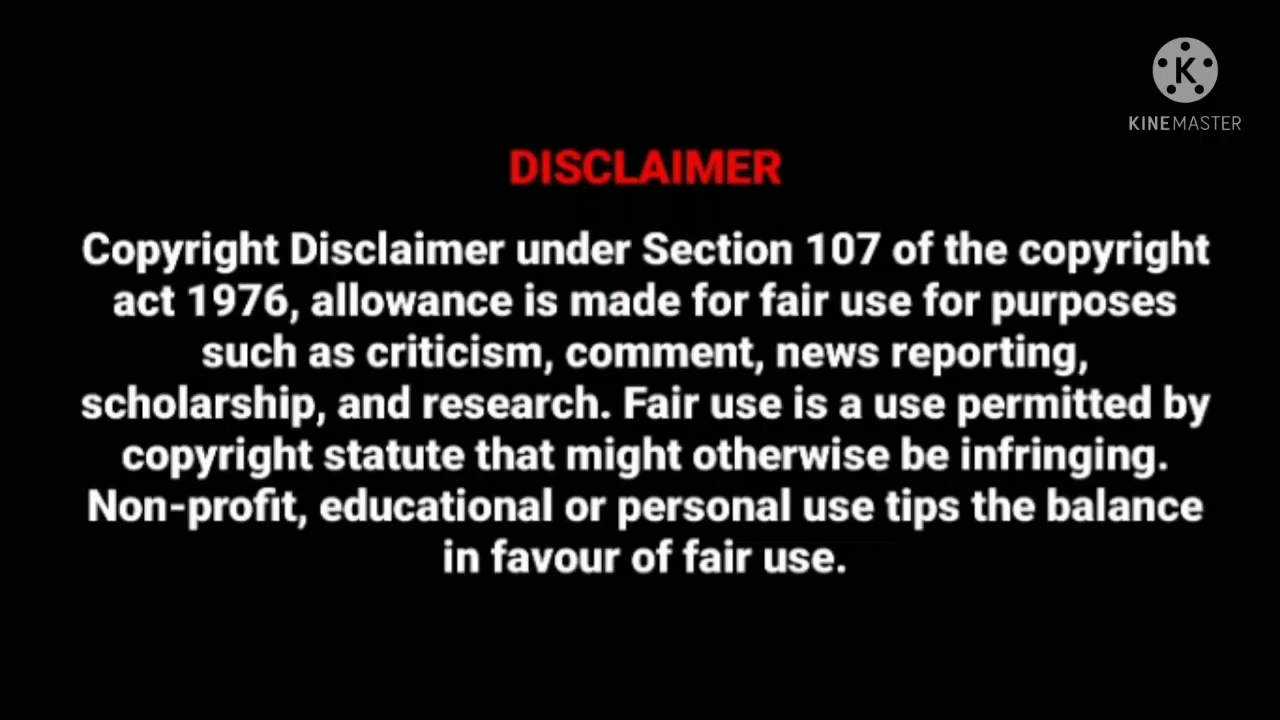 K
KINEMASTER
DISCLAIMER
Copyright Disclaimer under Section 107 of the copyright
act 1976, allowance is made for fair use for purposes
such as criticism, comment, news reporting,
scholarship, and research. Fair use is a use permitted by
copyright statute that might otherwise be infringing.
Non-profit, educational or personal use tips the balance
in favour of fair use.